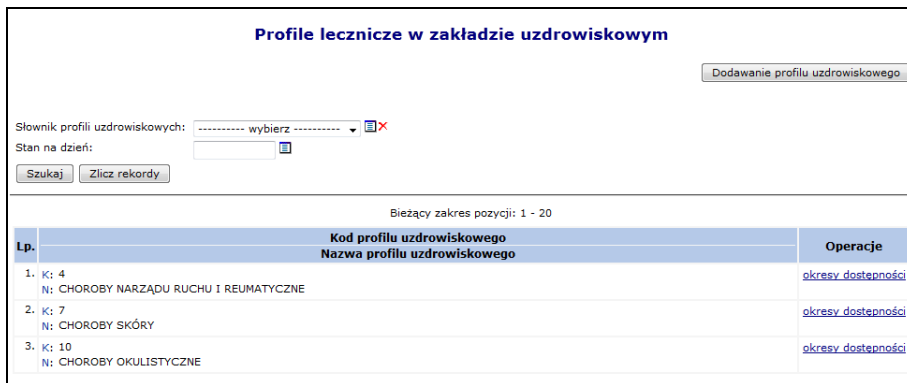 Profile lecznicze w zakładzie uzdrowiskowym
Dodawanie profilu uzdrowiskowego
Słownik profili uzdrowiskowych: ---------- wybierz ----------
Stan na dzień:
Szukaj Zlicz rekordy
Bieżący zakres pozycji: 1 - 20
Lp. Kod profilu uzdrowiskowego Operacje
Nazwa profilu uzdrowiskowego
1. K: 4 okresy dostępności
N: CHOROBY NARZĄDU RUCHU I REUMATYCZNE
2. K: 7 okresy dostępności
N: CHOROBY SKÓRY
3. K: 10 okresy dostępności
N: CHOROBY OKULISTYCZNE